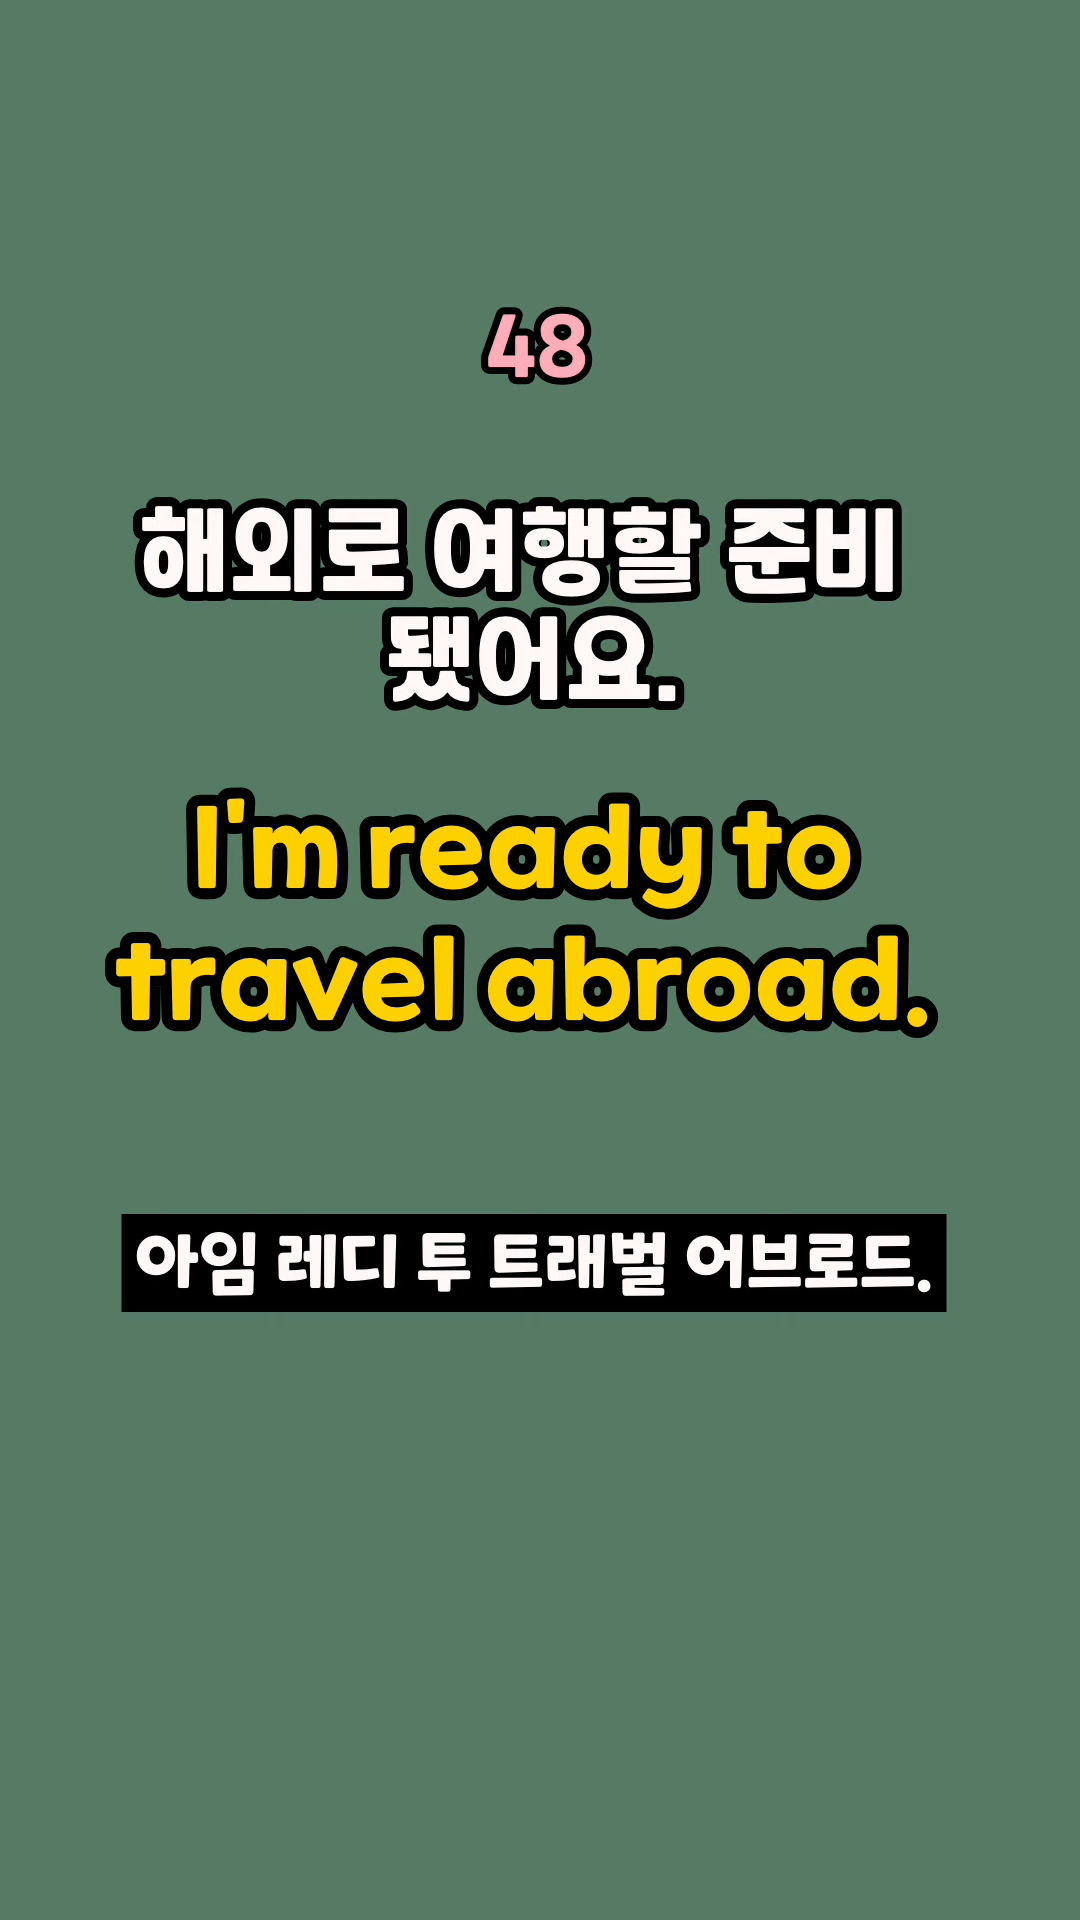 48
해외로 여행할 준비
됐어요.
I'm ready to
travel abroad.
아임 레디 투 트래벌 어브로드.